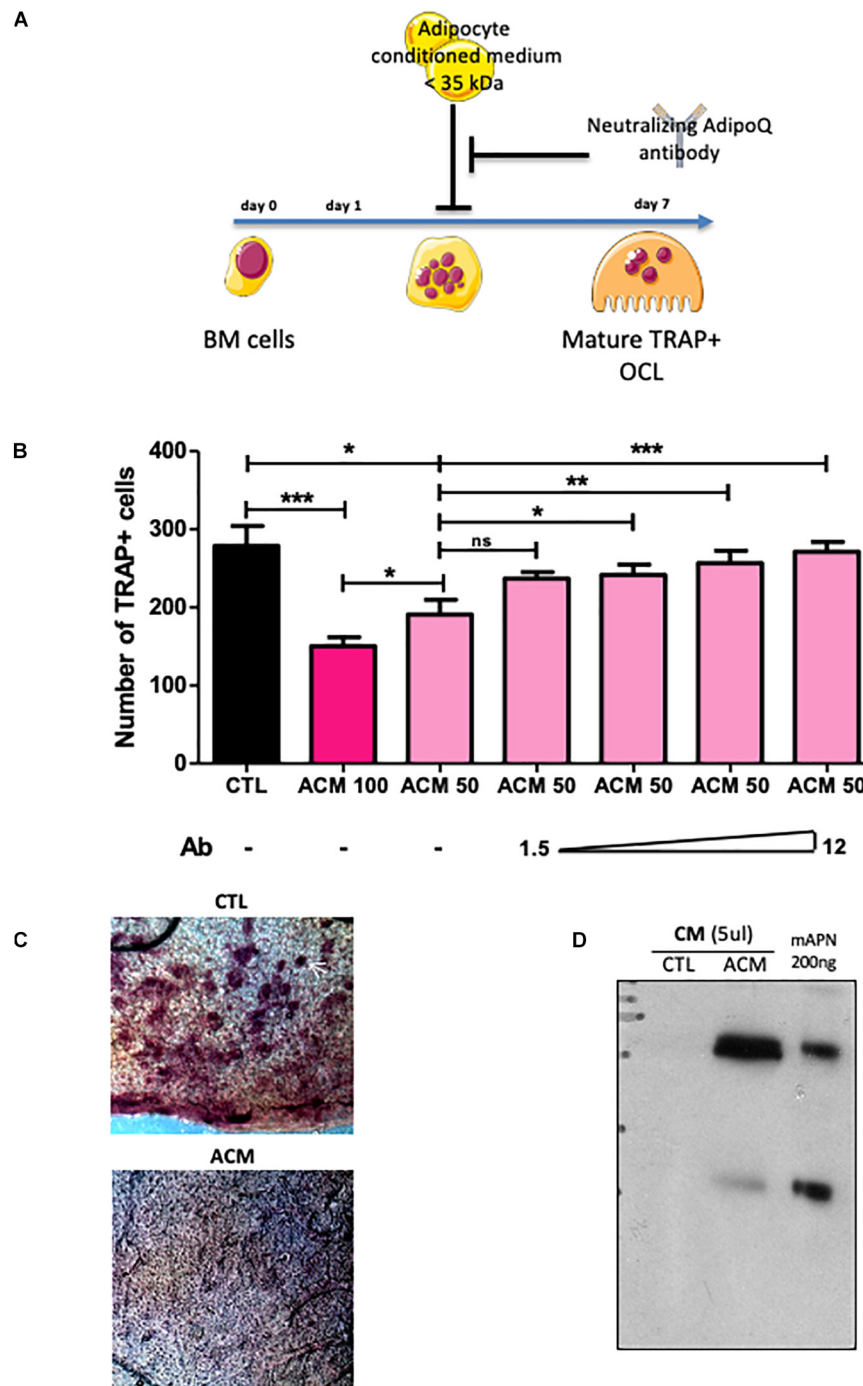 A
Adipocyte
conditioned medium
< 35 kDa
Neutralizing AdipoQ
antibody
day 0 day 1 day 7
BM cells
Mature TRAP+
OCL
B
Number of TRAP+ cells
400
300
200
100
0
* ***
**
*** *
ns
*
CTL ACM 100 ACM 50 ACM 50 ACM 50 ACM 50 ACM 50
Ab - - - 1.5 12
C
CTL
ACM
D
CM (5ul) mAPN
CTL ACM 200ng